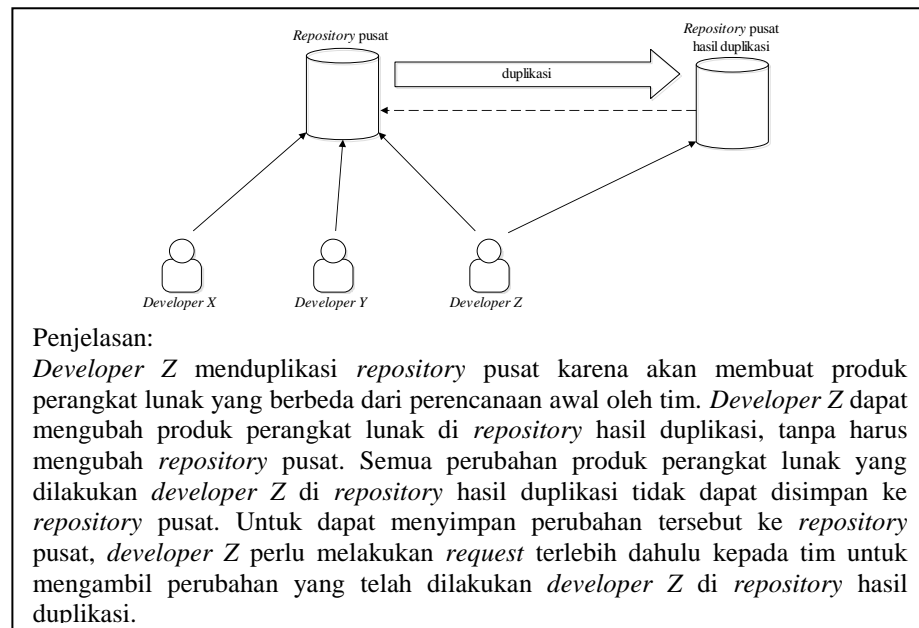 Repository pusat
Repository pusat
hasil duplikasi
duplikasi
Developer X
Developer Y
Developer Z
Penjelasan:
Developer Z menduplikasi repository pusat karena akan membuat produk
perangkat lunak yang berbeda dari perencanaan awal oleh tim. Developer Z dapat
mengubah produk perangkat lunak di repository hasil duplikasi, tanpa harus
mengubah repository pusat. Semua perubahan produk perangkat lunak yang
dilakukan developer Z di repository hasil duplikasi tidak dapat disimpan ke
repository pusat. Untuk dapat menyimpan perubahan tersebut ke repository
pusat, developer Z perlu melakukan request terlebih dahulu kepada tim untuk
mengambil perubahan yang telah dilakukan developer Z di repository hasil
duplikasi.